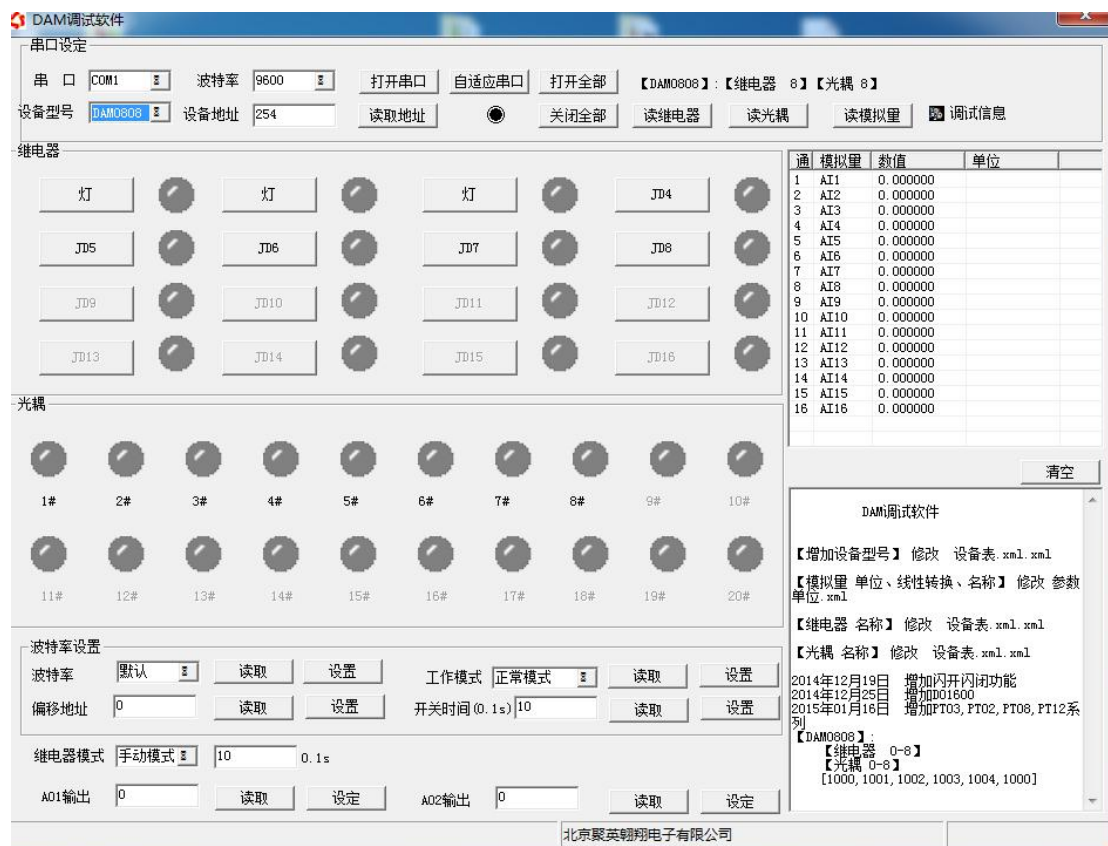 DAM调试软件
串口设定
串 口 COM1 波特率 9600 打开串口 自适应串口 打开全部 【DAM0808】:【继电器 8】【光耦 8】
设备型号 DAM0808 设备地址 254 读取地址 关闭全部 读继电器 读光耦 读模拟量 调试信息
继电器
灯 灯 灯 JD4
JD5 JD6 JD7 JD8
JD9 JD10 JD11 JD12
JD13 JD14 JD15 JD16
通 模拟量 数值 单位
1 AI1 0.000000
2 AI2 0.000000
3 AI3 0.000000
4 AI4 0.000000
5 AI5 0.000000
6 AI6 0.000000
7 AI7 0.000000
8 AI8 0.000000
9 AI9 0.000000
10 AI10 0.000000
11 AI11 0.000000
12 AI12 0.000000
13 AI13 0.000000
14 AI14 0.000000
15 AI15 0.000000
16 AI16 0.000000
光耦
1# 2# 3# 4# 5# 6# 7# 8# 9# 10#
11# 12# 13# 14# 15# 16# 17# 18# 19# 20#
清空
DAM调试软件
【增加设备型号】 修改 设备表.xml.xml
【模拟量 单位、线性转换、名称】 修改 参数
单位.xml
【继电器 名称】 修改 设备表.xml.xml
【光耦 名称】 修改 设备表.xml.xml
2014年12月19日 增加闪开闪闭功能
2014年12月25日 增加DO1600
2015年01月16日 增加PT03,PT02,PT08,PT12系
列
【DAM0808】:
【继电器 0-8】
【光耦 0-8】
[1000,1001,1002,1003,1004,1000]
波特率设置
波特率 默认 读取 设置 工作模式 正常模式 读取 设置
偏移地址 0 读取 设置 开关时间(0.1s) 10 读取 设置
继电器模式 手动模式 10 0.1s
AO1输出 0 读取 设定 AO2输出 0 读取 设定
北京聚英翱翔电子有限公司